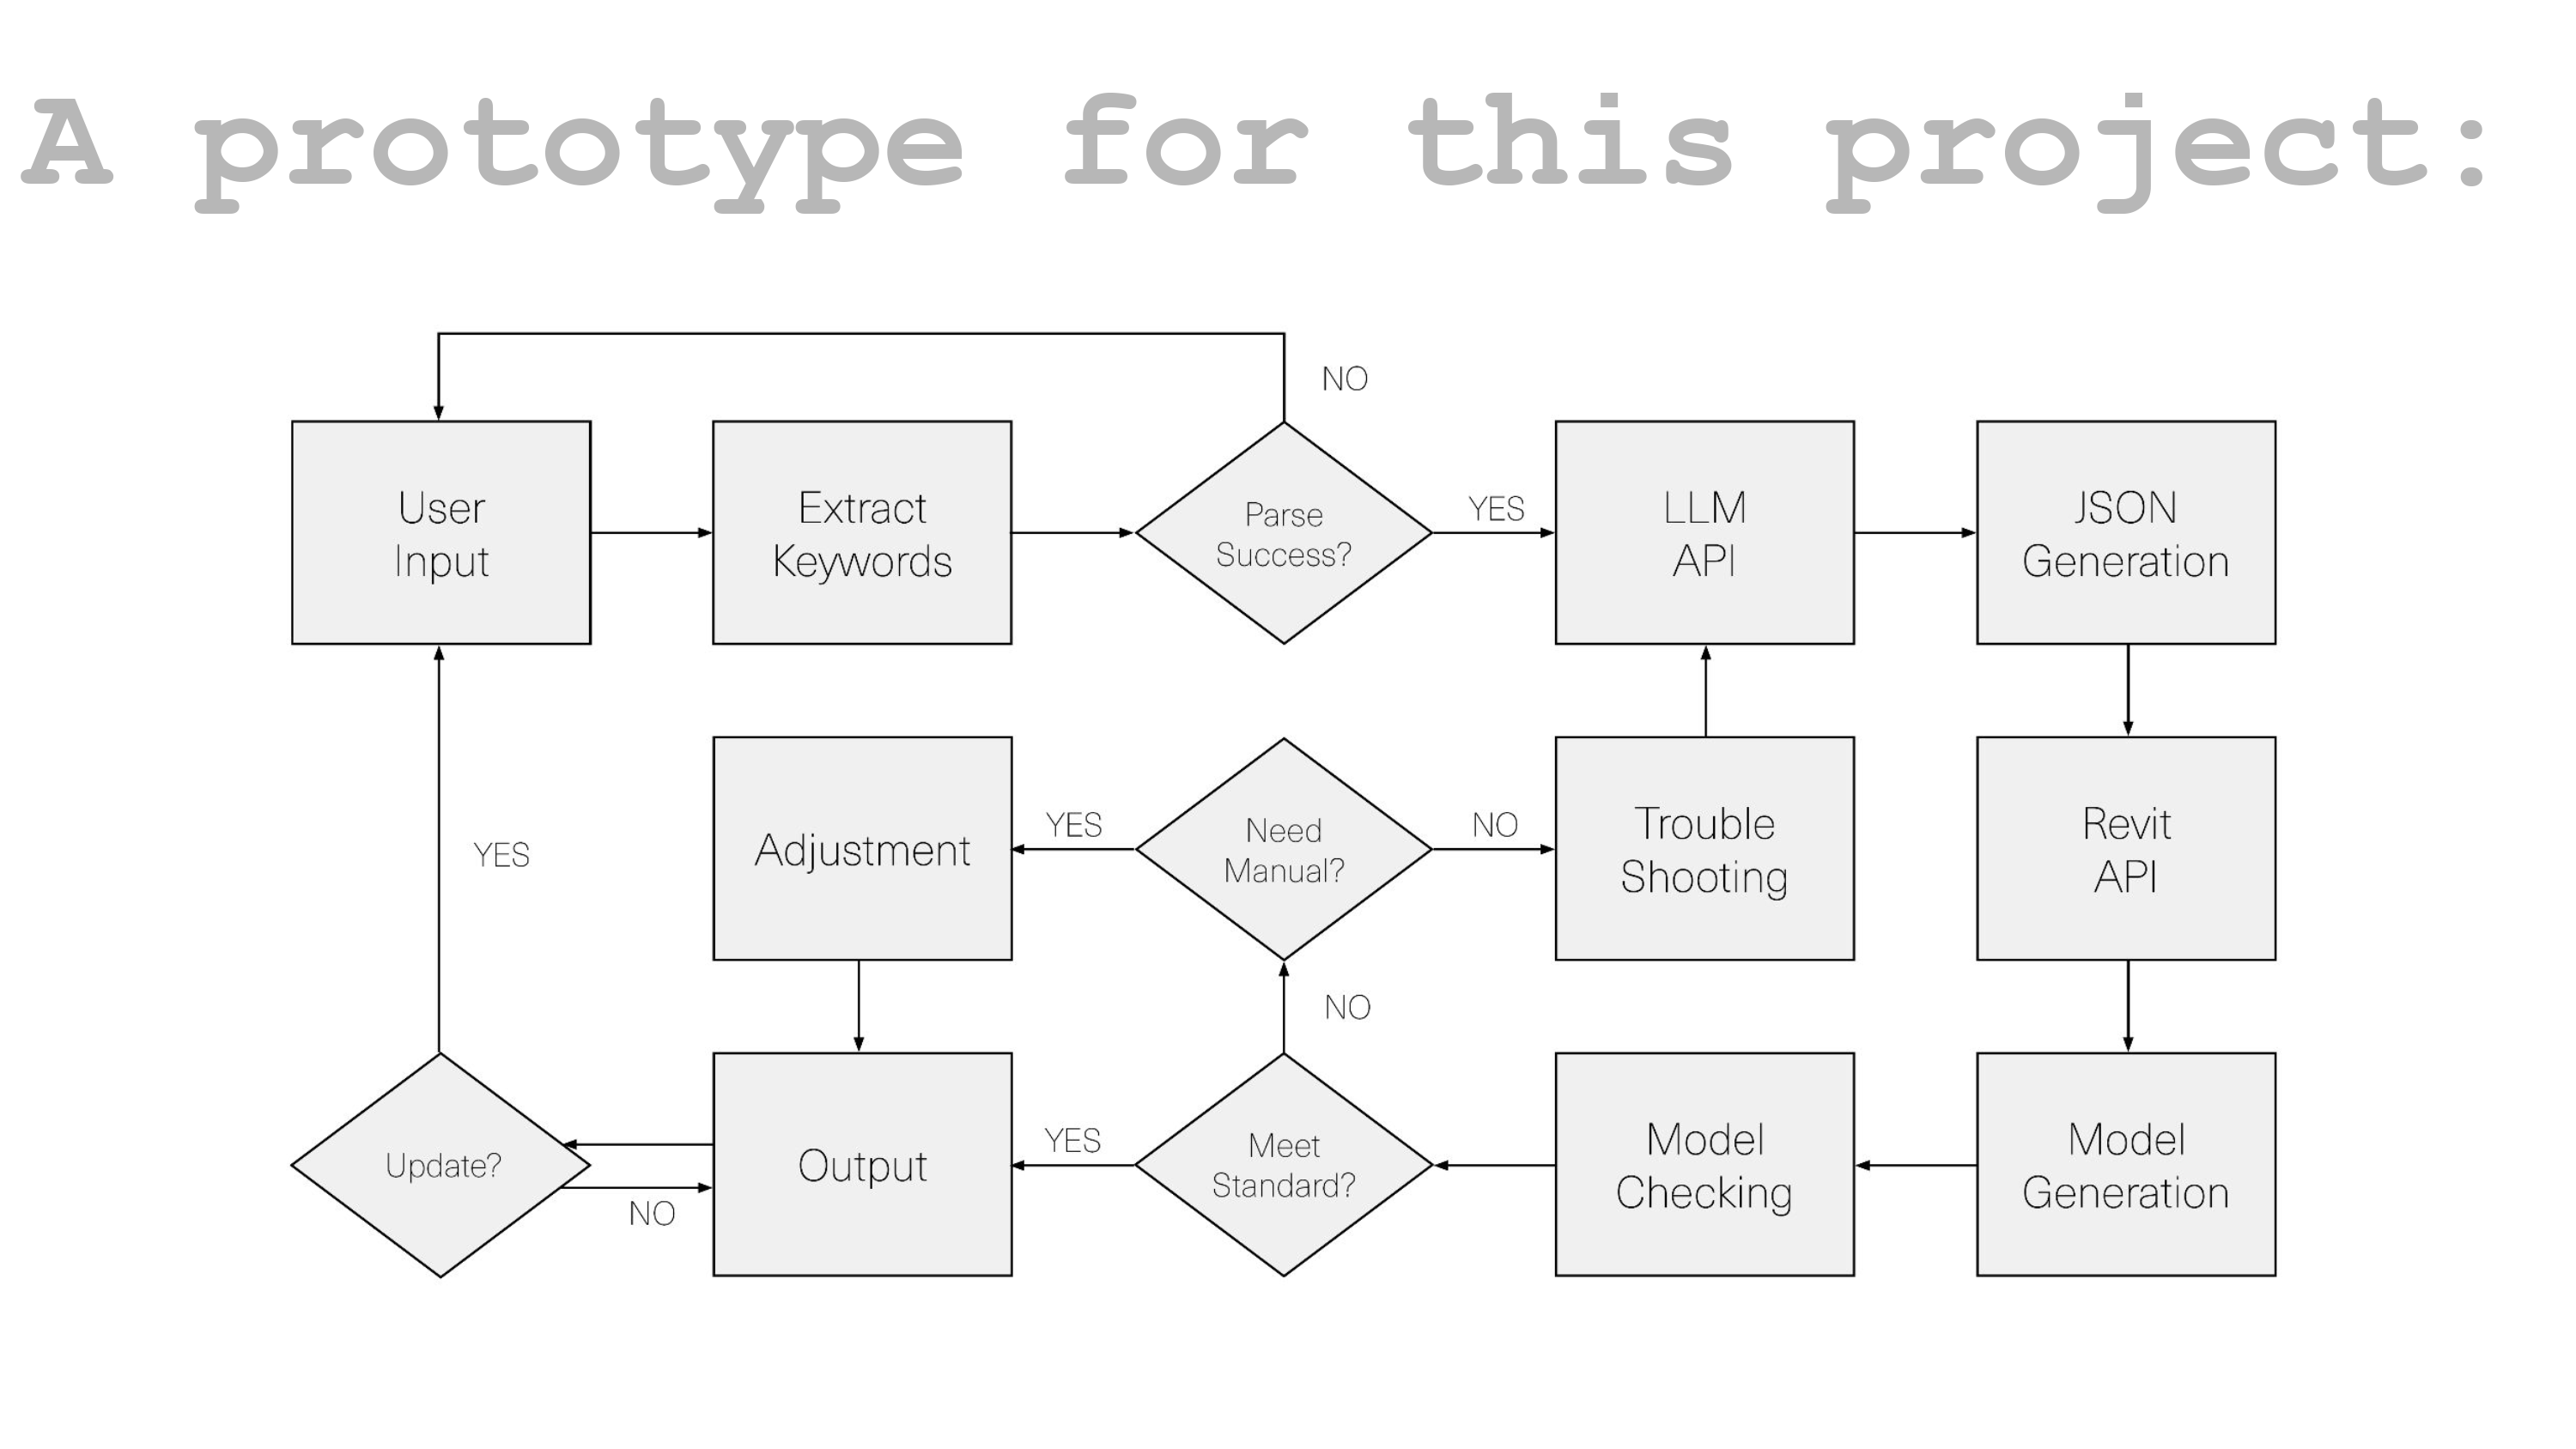 A prototype for this project:
NO
User
Input
Extract
Keywords
Parse
Success?
YES
LLM
API
JSON
Generation
YES
Adjustment
YES
Need
Manual?
NO
Trouble
Shooting
Revit
API
NO
Update?
NO
Output
YES
Meet
Standard?
Model
Checking
Model
Generation